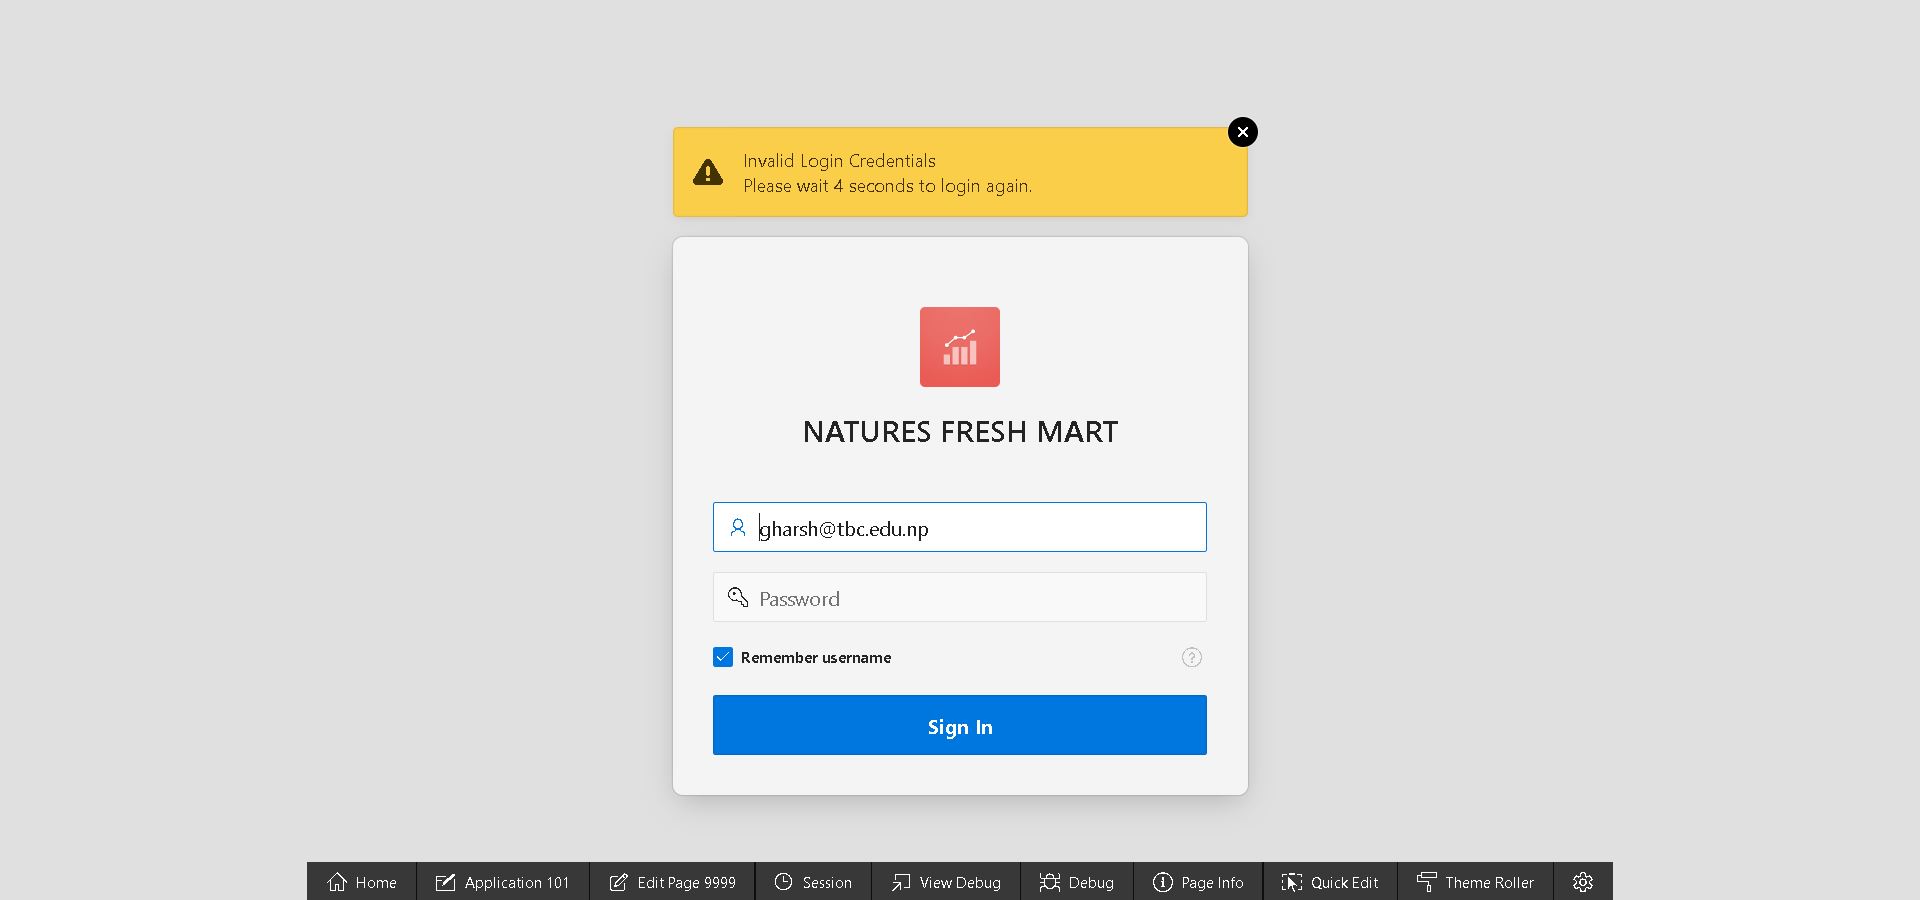 Invalid Login Credentials
Please wait 4 seconds to login again.
NATURES FRESH MART
gharsh@tbc.edu.np
Password
Remember username
?
Sign In
Home
Application 101
Edit Page 9999
Session
View Debug
Debug
Page Info
Quick Edit
Theme Roller